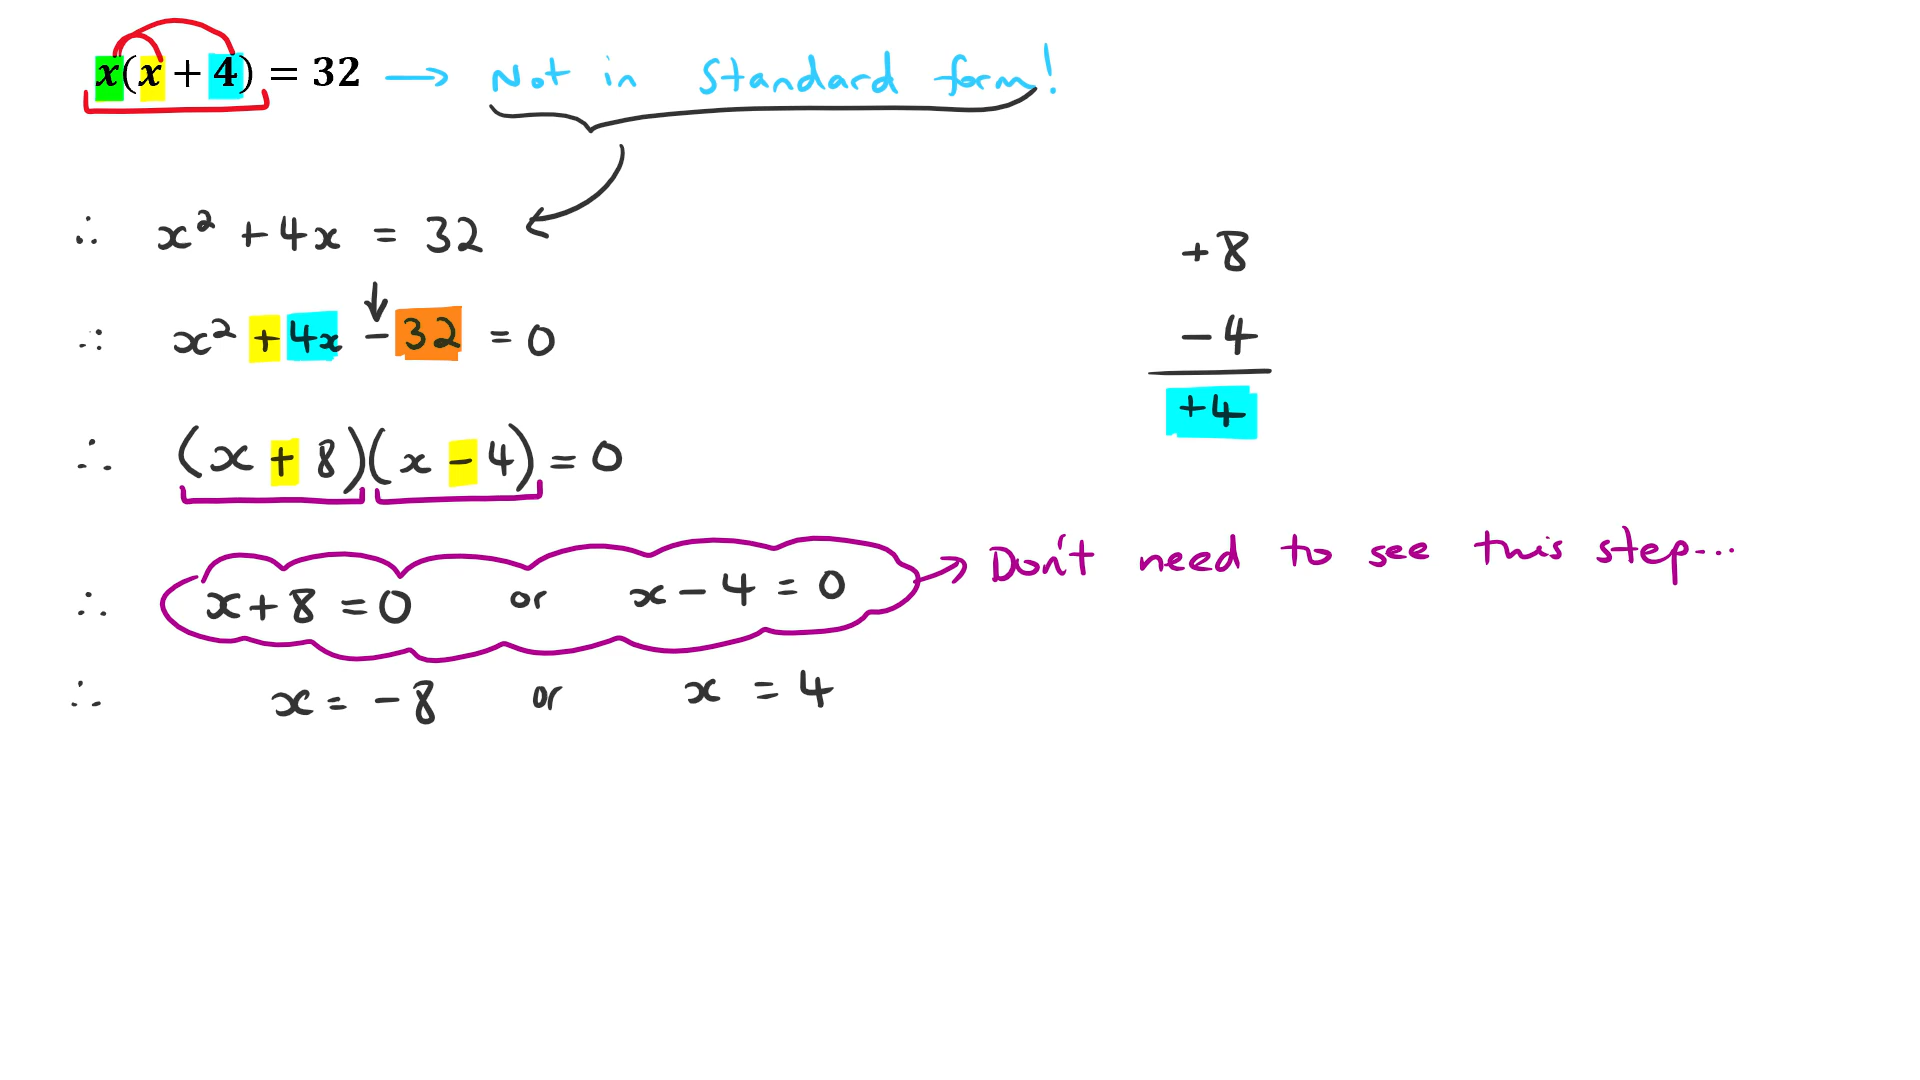 x(x + 4) = 32 → Not in standard form!
∴ x² + 4x = 32
∴ x² + 4x − 32 = 0
∴ (x + 8)(x − 4) = 0
∴ x + 8 = 0 or x − 4 = 0 → Don't need to see this step...
∴ x = −8 or x = 4
+8
−4
+4